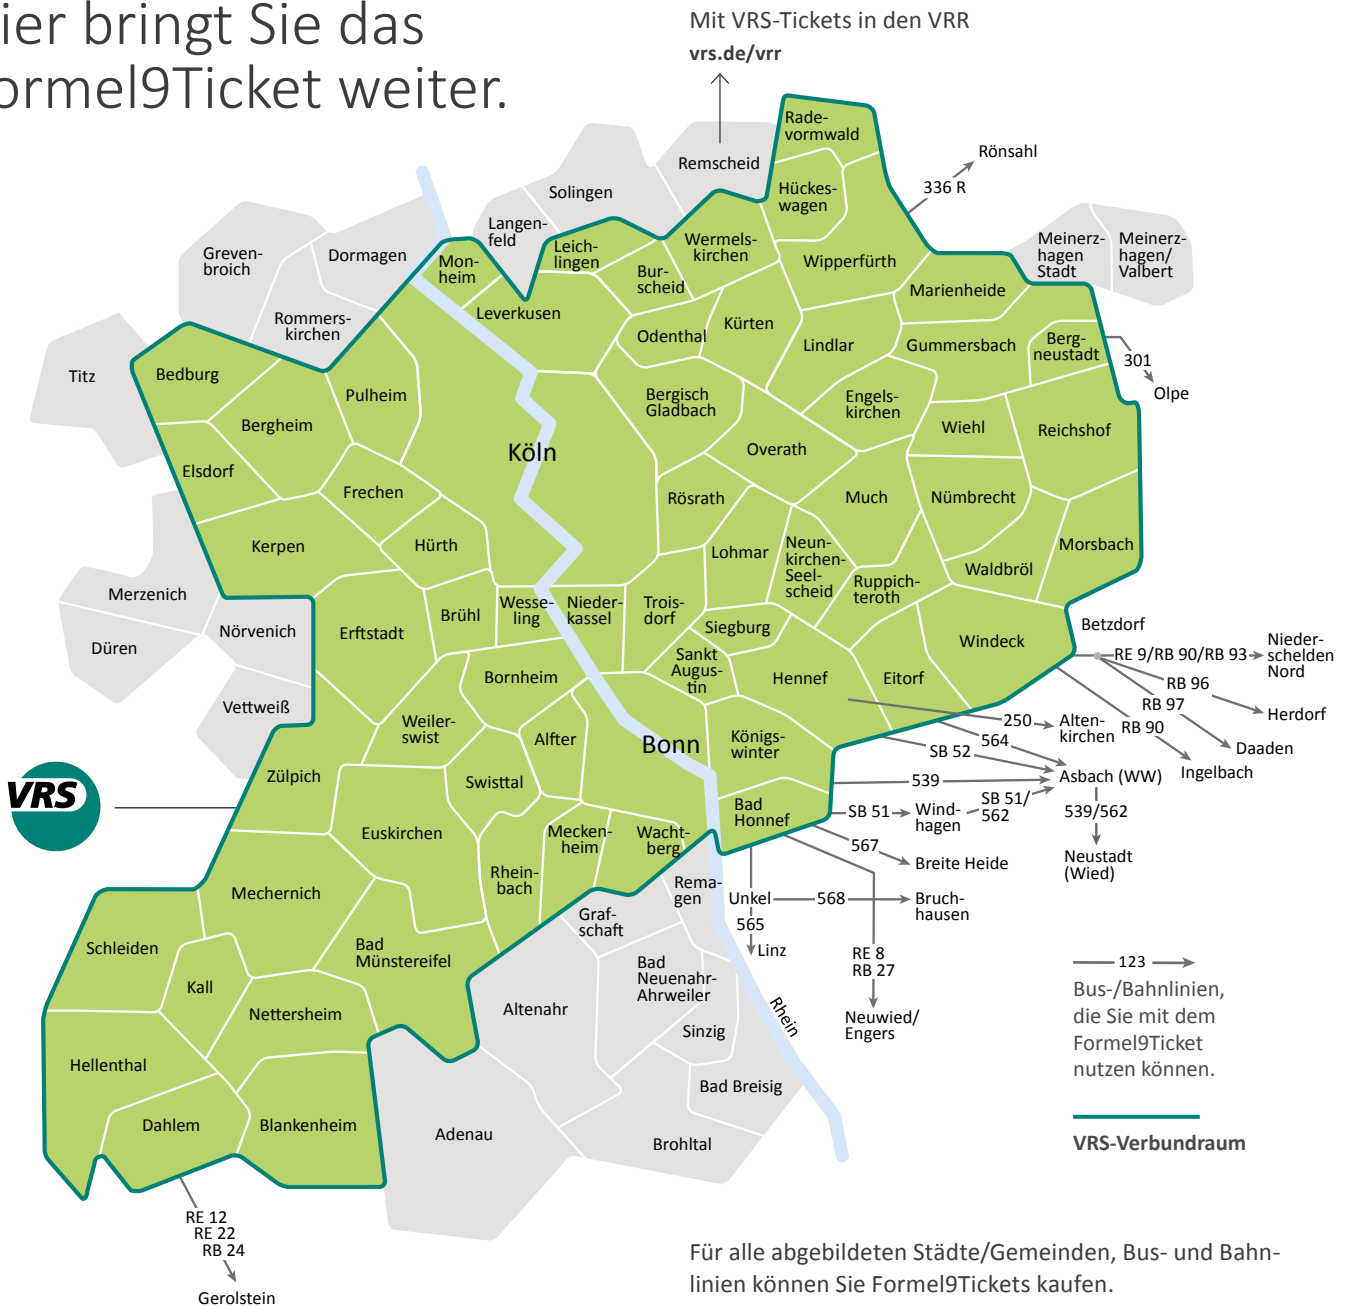 ier bringt Sie das
ormel9Ticket weiter.
Mit VRS-Tickets in den VRR
vrs.de/vrr
Rade-
vormwald
Remscheid
Rönsahl
336 R
Solingen
Hückes-
wagen
Langen-
feld
Leich-
lingen
Wermels-
kirchen
Meinerz-
hagen
Stadt
Meinerz-
hagen/
Valbert
Greven-
broich
Dormagen
Mon-
heim
Bur-
scheid
Wipperfürth
Marienheide
Rommers-
kirchen
Leverkusen
Odenthal
Kürten
Lindlar
Gummersbach
Berg-
neustadt
301
Olpe
Titz
Bedburg
Pulheim
Bergheim
Bergisch
Gladbach
Engels-
kirchen
Wiehl
Reichshof
Köln
Overath
Elsdorf
Frechen
Rösrath
Much
Nümbrecht
Kerpen
Hürth
Lohmar
Neun-
kirchen-
Seel-
scheid
Morsbach
Waldbröl
Ruppich-
teroth
Merzenich
Düren
Nörvenich
Erftstadt
Brühl
Wesse-
ling
Nieder-
kassel
Trois-
dorf
Siegburg
Windeck
Betzdorf
RE 9/RB 90/RB 93
Nieder-
schelden
Nord
Sankt
Augus-
tin
Hennef
Eitorf
RB 96
Herdorf
RB 97
Daaden
RB 90
Ingelbach
Vettweiß
Bornheim
Weiler-
swist
Alfter
Bonn
Königs-
winter
250
Alten-
kirchen
564
SB 52
Asbach (WW)
539
VRS
Zülpich
Swisttal
Bad
Honnef
SB 51
Wind-
hagen
SB 51/
562
539/562
Neustadt
(Wied)
Euskirchen
Mecken-
heim
Wacht-
berg
567
Breite Heide
Rhein-
bach
Rema-
gen
Unkel
568
Bruch-
hausen
565
Linz
Mechernich
Graf-
schaft
Schleiden
Bad
Münstereifel
Kall
Nettersheim
Altenahr
Bad
Neuenahr-
Ahrweiler
Sinzig
Rhein
RE 8
RB 27
Neuwied/
Engers
Hellenthal
Bad Breisig
Dahlem
Blankenheim
Adenau
Brohltal
RE 12
RE 22
RB 24
Gerolstein
123
Bus-/Bahnlinien,
die Sie mit dem
Formel9Ticket
nutzen können.
VRS-Verbundraum
Für alle abgebildeten Städte/Gemeinden, Bus- und Bahn-
linien können Sie Formel9Tickets kaufen.